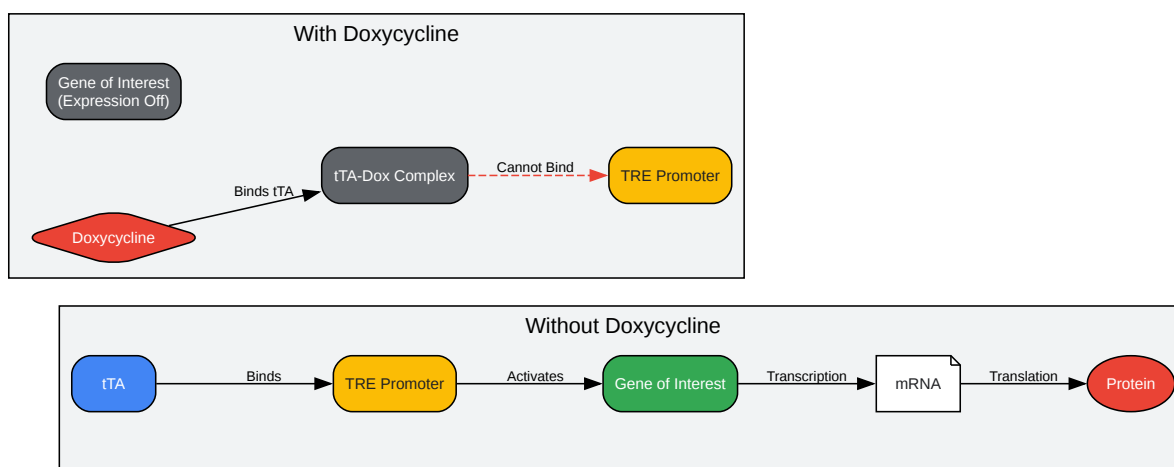 With Doxycycline
Gene of Interest
(Expression Off)
tTA-Dox Complex
Cannot Bind
TRE Promoter
Binds tTA
Doxycycline
Without Doxycycline
tTA
Binds
TRE Promoter
Activates
Gene of Interest
Transcription
mRNA
Translation
Protein